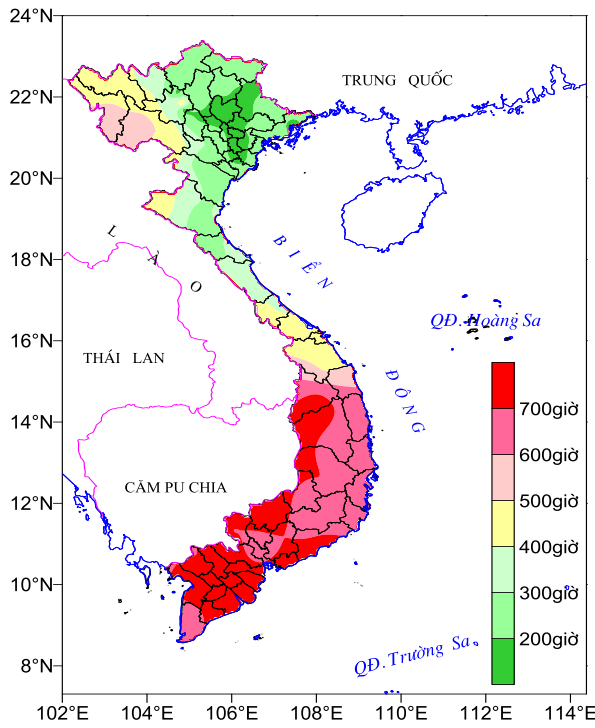 24°N
22°N
20°N
18°N
16°N
14°N
12°N
10°N
8°N
TRUNG QUỐC
LÀO
BIỂN
ĐÔNG
QĐ. Hoàng Sa
THÁI LAN
CĂM PU CHIA
QĐ. Trường Sa
700giờ
600giờ
500giờ
400giờ
300giờ
200giờ
102°E 104°E 106°E 108°E 110°E 112°E 114°E